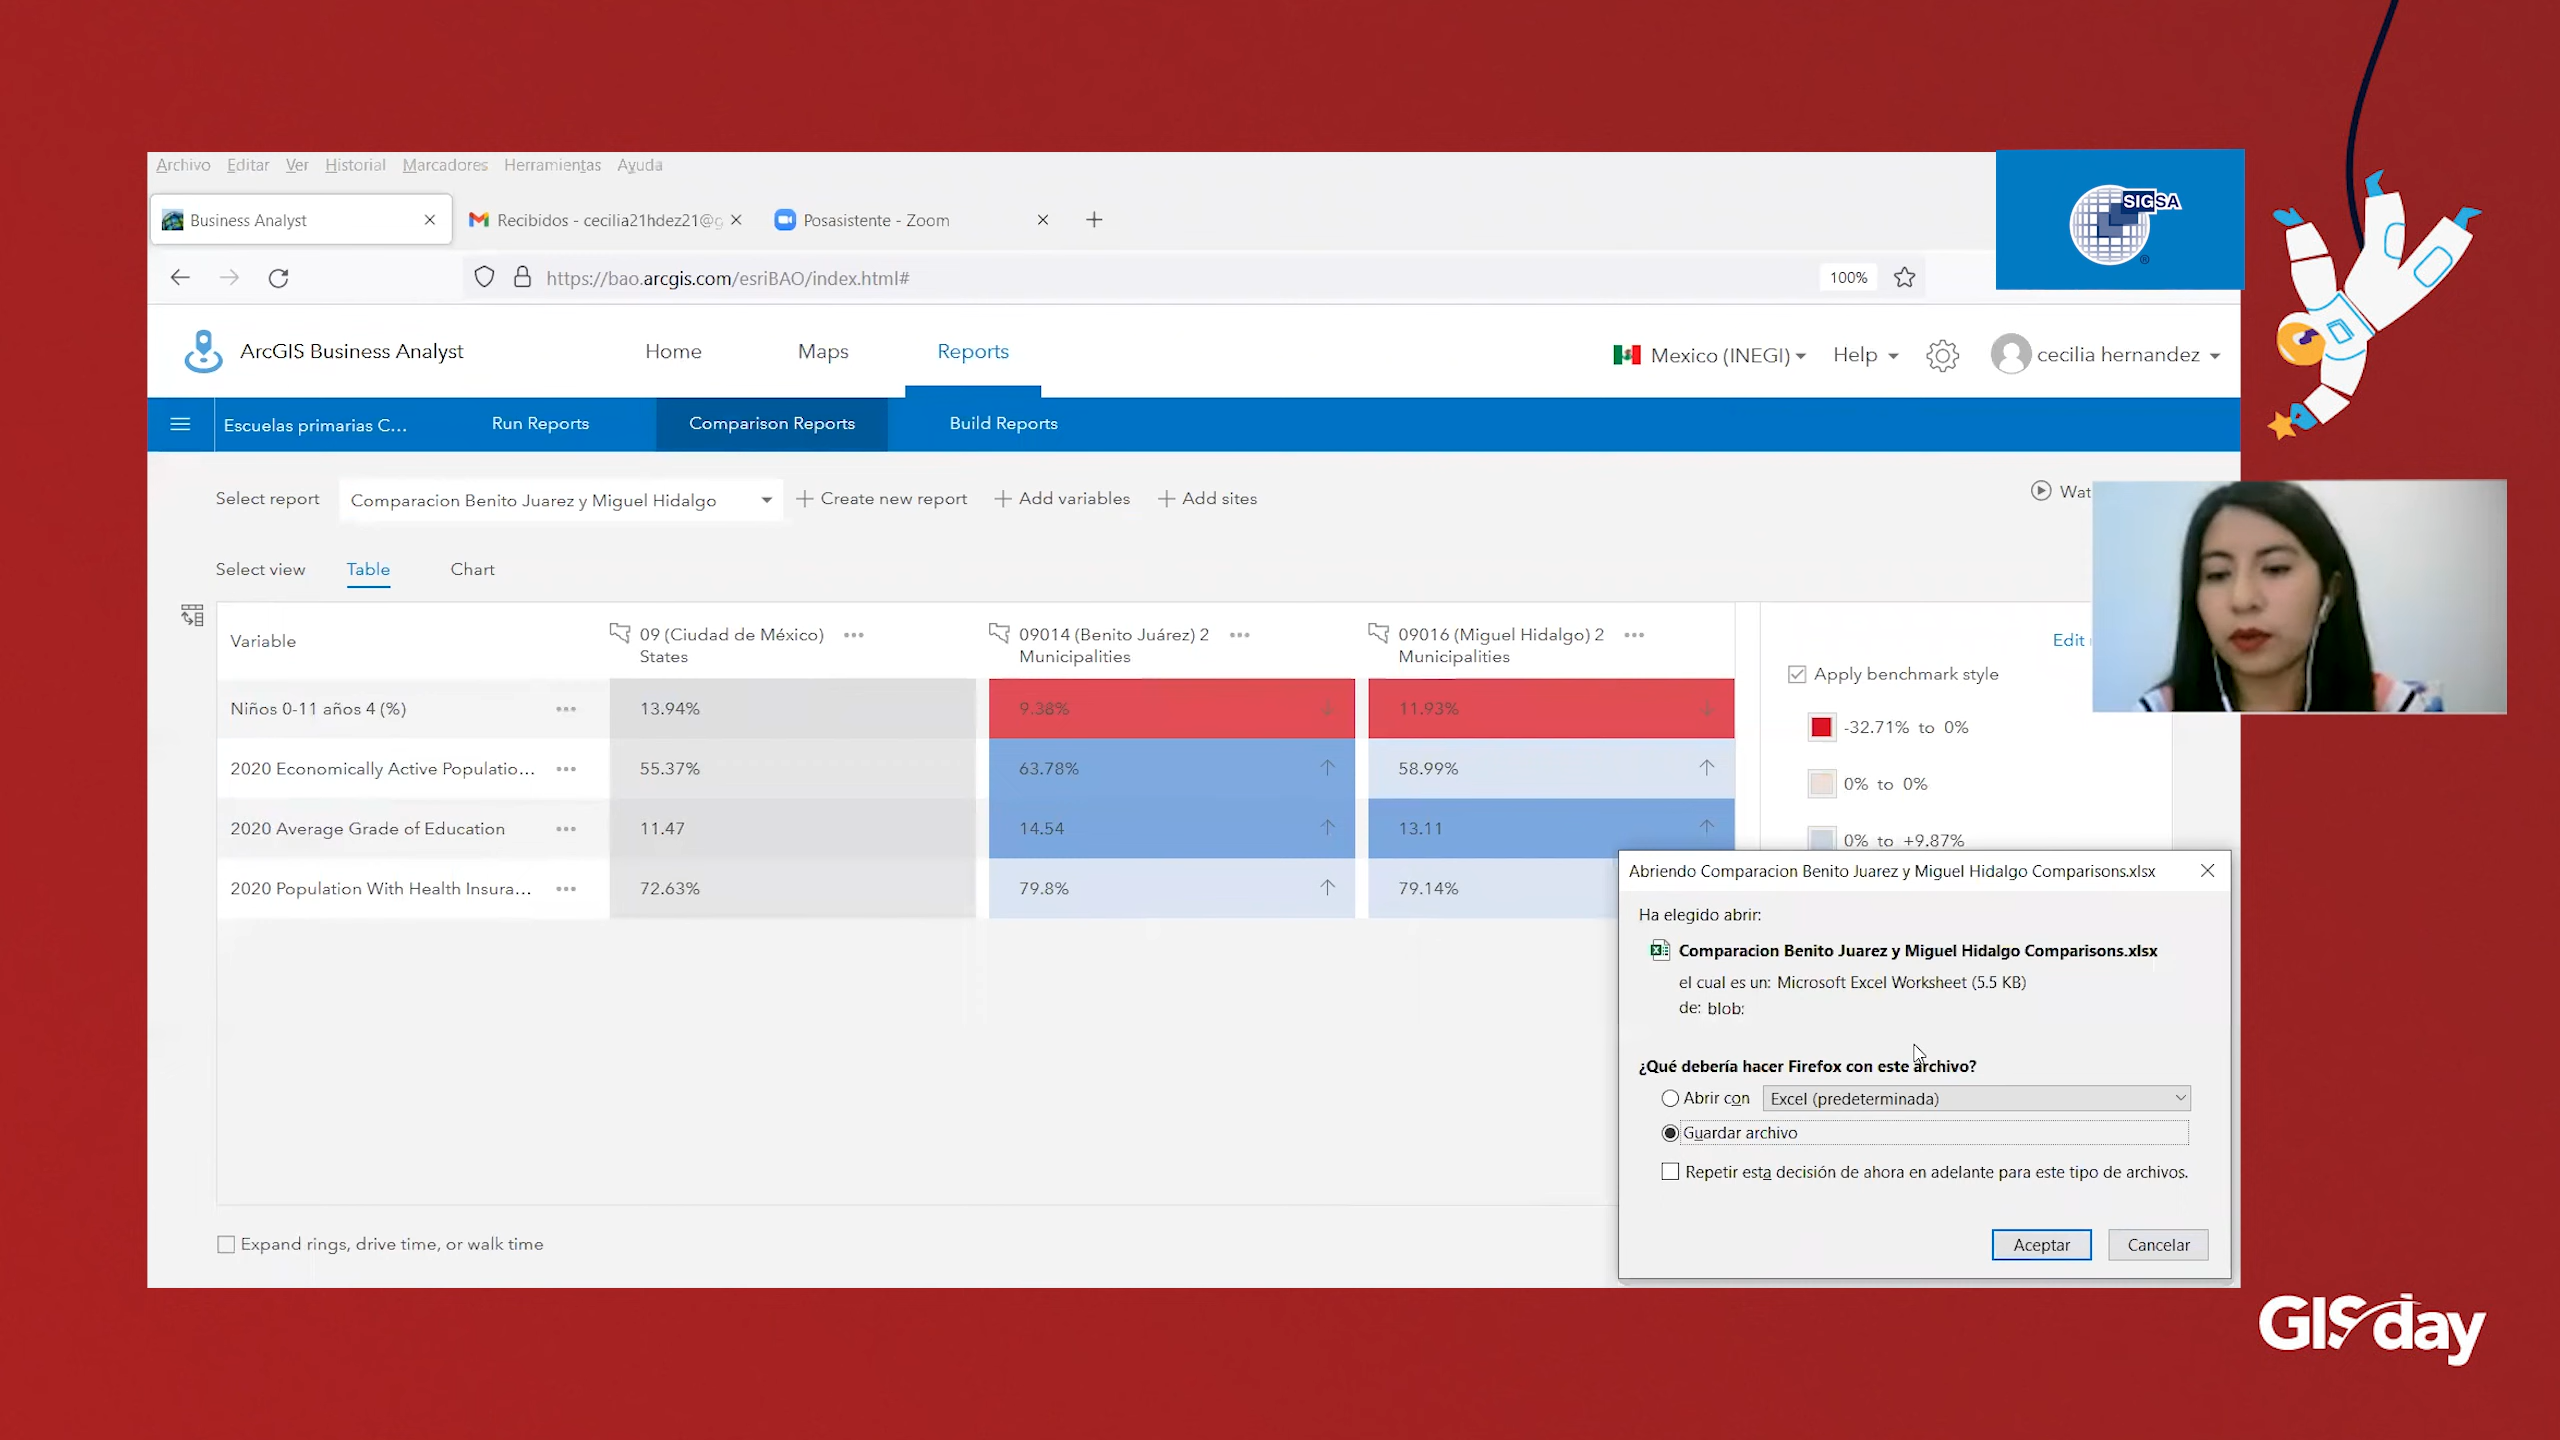 Archivo Editar Ver Historial Marcadores Herramientas Ayuda
Business Analyst
Recibidos - cecilia21hdez21@g
Posasistente - Zoom
https://bao.arcgis.com/esriBAO/index.html#
100%
SIGSA
ArcGIS Business Analyst
Home
Maps
Reports
Mexico (INEGI)
Help
cecilia hernandez
Escuelas primarias C...
Run Reports
Comparison Reports
Build Reports
Select report
Comparacion Benito Juarez y Miguel Hidalgo
Create new report
Add variables
Add sites
Wat
Select view
Table
Chart
Variable
09 (Ciudad de México)
States
09014 (Benito Juárez) 2
Municipalities
09016 (Miguel Hidalgo) 2
Municipalities
Niños 0-11 años 4 (%)
13.94%
9.38%
11.93%
2020 Economically Active Populatio...
55.37%
63.78%
58.99%
2020 Average Grade of Education
11.47
14.54
13.11
2020 Population With Health Insura...
72.63%
79.8%
79.14%
Edit
Apply benchmark style
-32.71% to 0%
0% to 0%
0% to +9.87%
Abriendo Comparacion Benito Juarez y Miguel Hidalgo Comparisons.xlsx
Ha elegido abrir:
Comparacion Benito Juarez y Miguel Hidalgo Comparisons.xlsx
el cual es un: Microsoft Excel Worksheet (5.5 KB)
de: blob:
¿Qué debería hacer Firefox con este archivo?
Abrir con
Excel (predeterminada)
Guardar archivo
Repetir esta decisión de ahora en adelante para este tipo de archivos.
Aceptar
Cancelar
Expand rings, drive time, or walk time
GISday